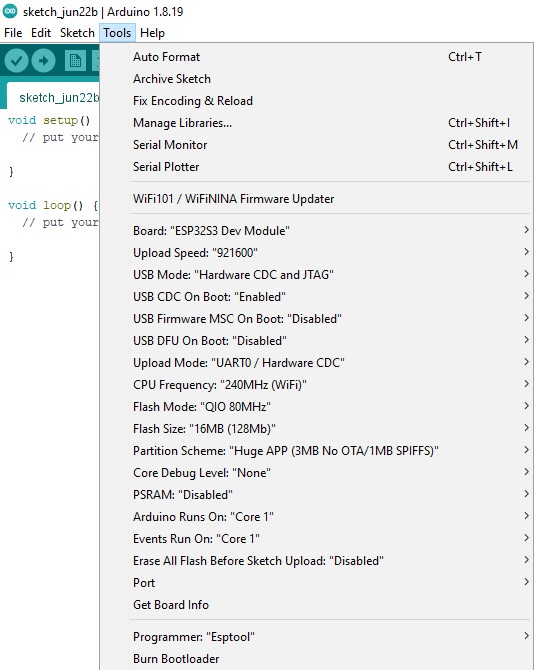 sketch_jun22b | Arduino 1.8.19
File Edit Sketch Tools Help
sketch_jun22b
void setup()
// put your
}
void loop() {
// put your
}
Auto Format Ctrl+T
Archive Sketch
Fix Encoding & Reload
Manage Libraries... Ctrl+Shift+I
Serial Monitor Ctrl+Shift+M
Serial Plotter Ctrl+Shift+L
WiFi101 / WiFiNINA Firmware Updater
Board: "ESP32S3 Dev Module"
Upload Speed: "921600"
USB Mode: "Hardware CDC and JTAG"
USB CDC On Boot: "Enabled"
USB Firmware MSC On Boot: "Disabled"
USB DFU On Boot: "Disabled"
Upload Mode: "UART0 / Hardware CDC"
CPU Frequency: "240MHz (WiFi)"
Flash Mode: "QIO 80MHz"
Flash Size: "16MB (128Mb)"
Partition Scheme: "Huge APP (3MB No OTA/1MB SPIFFS)"
Core Debug Level: "None"
PSRAM: "Disabled"
Arduino Runs On: "Core 1"
Events Run On: "Core 1"
Erase All Flash Before Sketch Upload: "Disabled"
Port
Get Board Info
Programmer: "Esptool"
Burn Bootloader